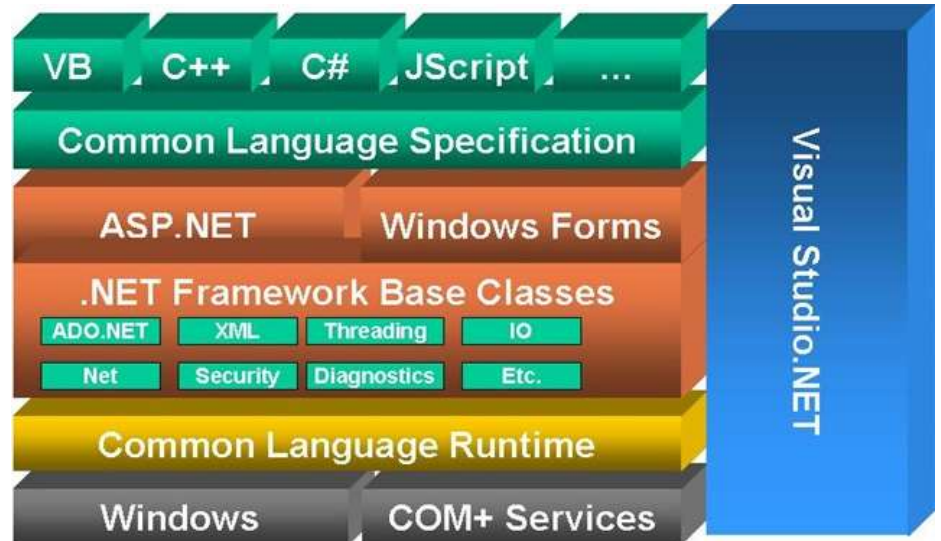 VB C++ C# JScript ...
Common Language Specification
ASP.NET Windows Forms
.NET Framework Base Classes
ADO.NET XML Threading IO
Net Security Diagnostics Etc.
Common Language Runtime
Windows COM+ Services
Visual Studio.NET